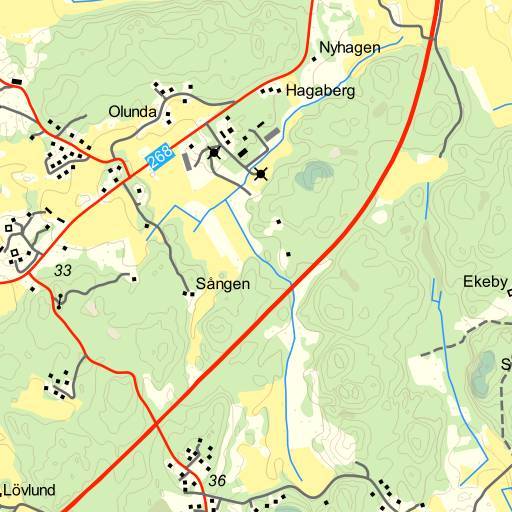 Nyhagen
Hagaberg
Olunda
268
33
Sången
Ekeby
S
36
Lövlund